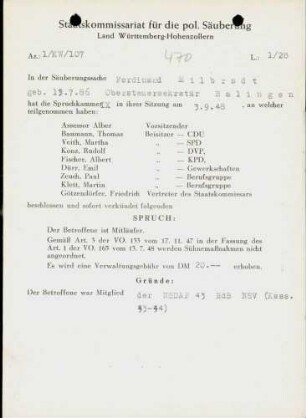 Staatskommissariat für die pol. Säuberung
Land Württemberg-Hohenzollern
Az.: 1/KW/107 470 L: 1/28
In der Säuberungssache Ferdinand Milbradt
geb. 13.7.86 Obersteuersekretär Balingen
hat die Spruchkammer in ihrer Sitzung am 3.9.48 , an welcher
teilgenommen haben:
Assessor Alber Vorsitzender
Baumann, Thomas Beisitzer - CDU
Veith, Martha „ - SPD
Konz, Rudolf „ - DVP,
Fischer, Albert „ - KPD,
Dürr, Emil „ - Gewerkschaften
Zeuch, Paul „ - Berufsgruppe
Klett, Martin „ - Berufsgruppe
Götzendörfer, Friedrich Vertreter des Staatskommissars
beschlossen und sofort verkündet folgenden
SPRUCH:
Der Betroffene ist Mitläufer.
Gemäß Art. 5 der VO. 133 vom 17. 11. 47 in der Fassung des
Art. 1 der VO. 165 vom 15. 7. 48 werden Sühnemaßnahmen nicht
angeordnet.
Es wird eine Verwaltungsgebühr von DM 20.-- erhoben.
Gründe:
Der Betroffene war Mitglied der NSDAP 43 RdB NSV (Kass.
43-44)